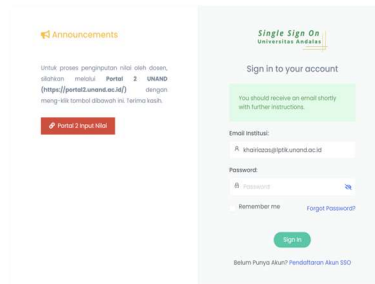 Announcements
Untuk proses penginputan nilai oleh dosen,
silahkan melalui Portal 2 UNAND
(https://portal2.unand.ac.id/) dengan
meng-klik tombol dibawah ini. Terima kasih.
Portal 2 Input Nilai
Single Sign On
Universitas Andalas
Sign in to your account
You should receive an email shortly
with further instructions.
Email Institusi:
khairiazas@lptik.unand.ac.id
Password:
Password
Remember me
Forgot Password?
Sign In
Belum Punya Akun? Pendaftaran Akun SSO